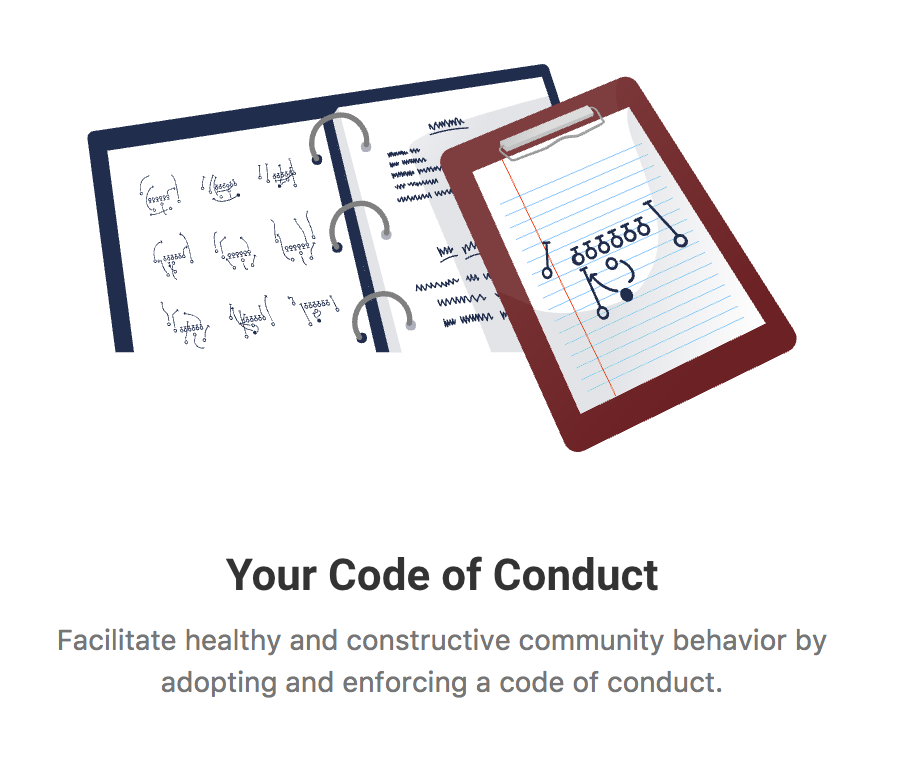 Your Code of Conduct
Facilitate healthy and constructive community behavior by
adopting and enforcing a code of conduct.